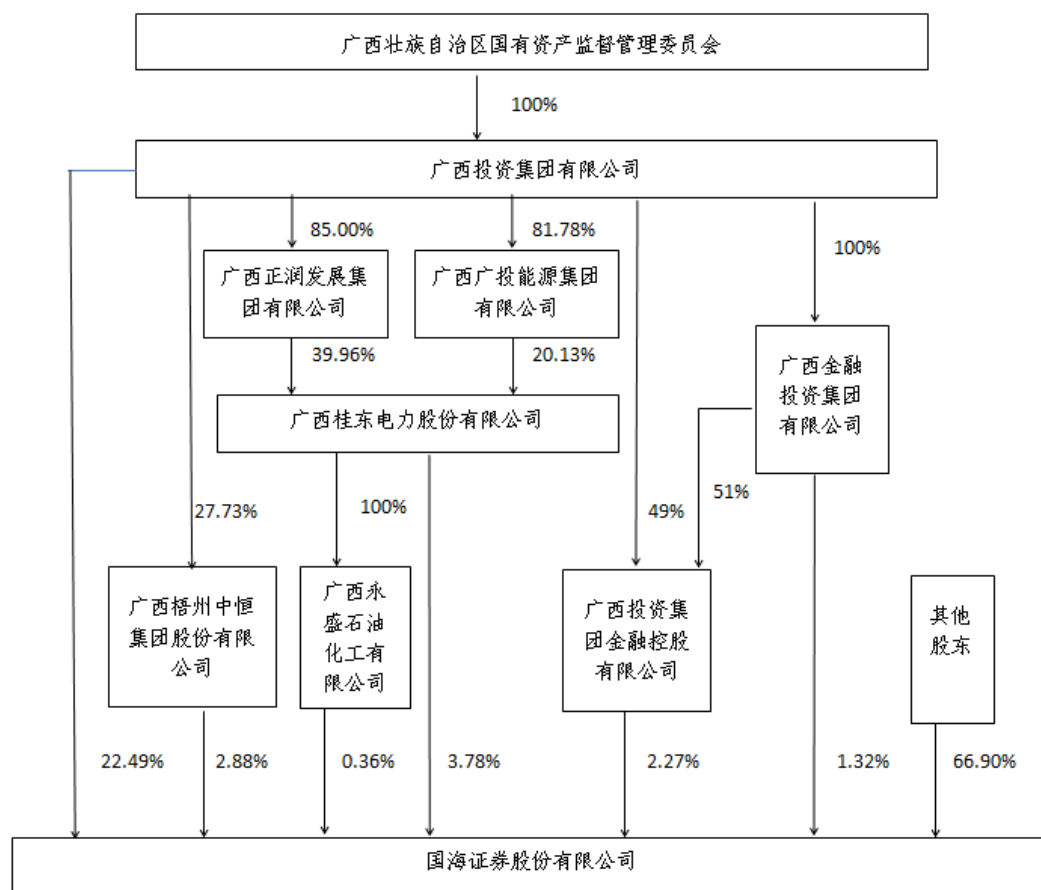 广西壮族自治区国有资产监督管理委员会
100%
广西投资集团有限公司
85.00%
81.78%
100%
广西正润发展集
团有限公司
广西广投能源集团
有限公司
39.96%
20.13%
广西金融
投资集团
有限公司
广西桂东电力股份有限公司
27.73%
100%
49%
51%
广西梧州中恒
集团股份有限
公司
广西永
盛石油
化工有
限公司
广西投资集
团金融控股
有限公司
其他
股东
22.49%
2.88%
0.36%
3.78%
2.27%
1.32%
66.90%
国海证券股份有限公司